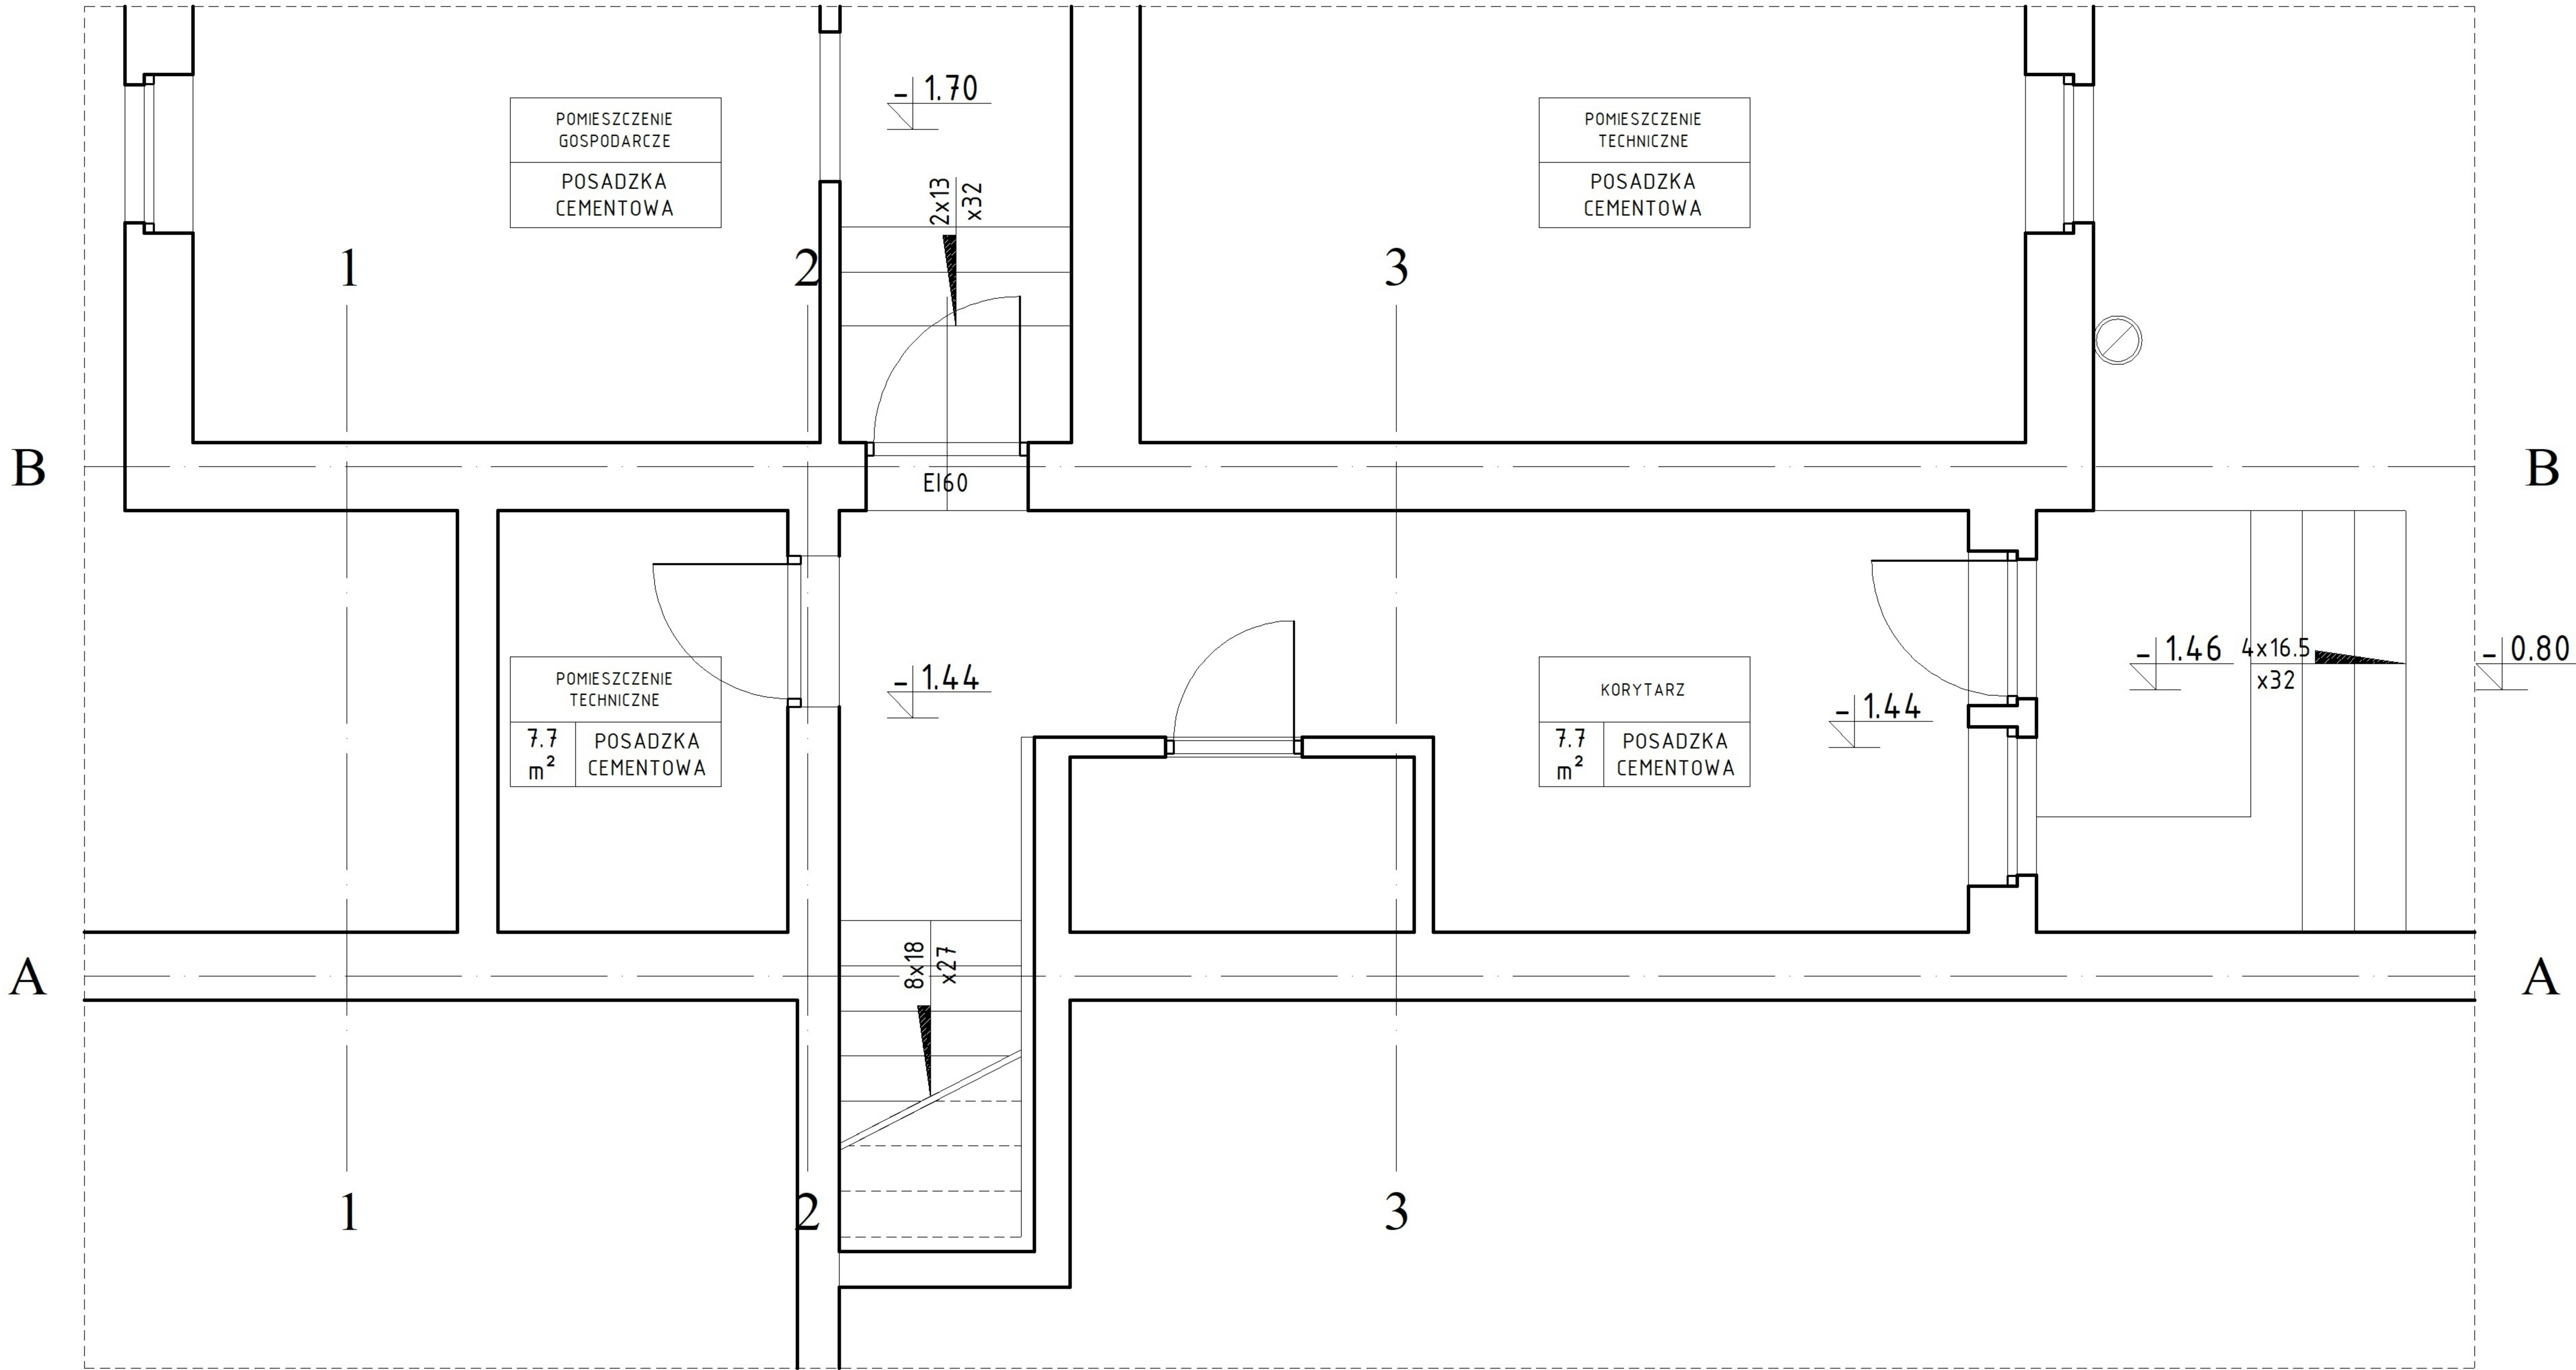 - 1.70
POMIESZCZENIE
GOSPODARCZE
POSADZKA
CEMENTOWA
POMIESZCZENIE
TECHNICZNE
POSADZKA
CEMENTOWA
2x13
x32
1
2
3
B
B
EI60
POMIESZCZENIE
TECHNICZNE
7.7
m²
POSADZKA
CEMENTOWA
- 1.44
KORYTARZ
7.7
m²
POSADZKA
CEMENTOWA
- 1.44
- 1.46
4x16.5
x32
- 0.80
A
A
8x18
x27
1
2
3